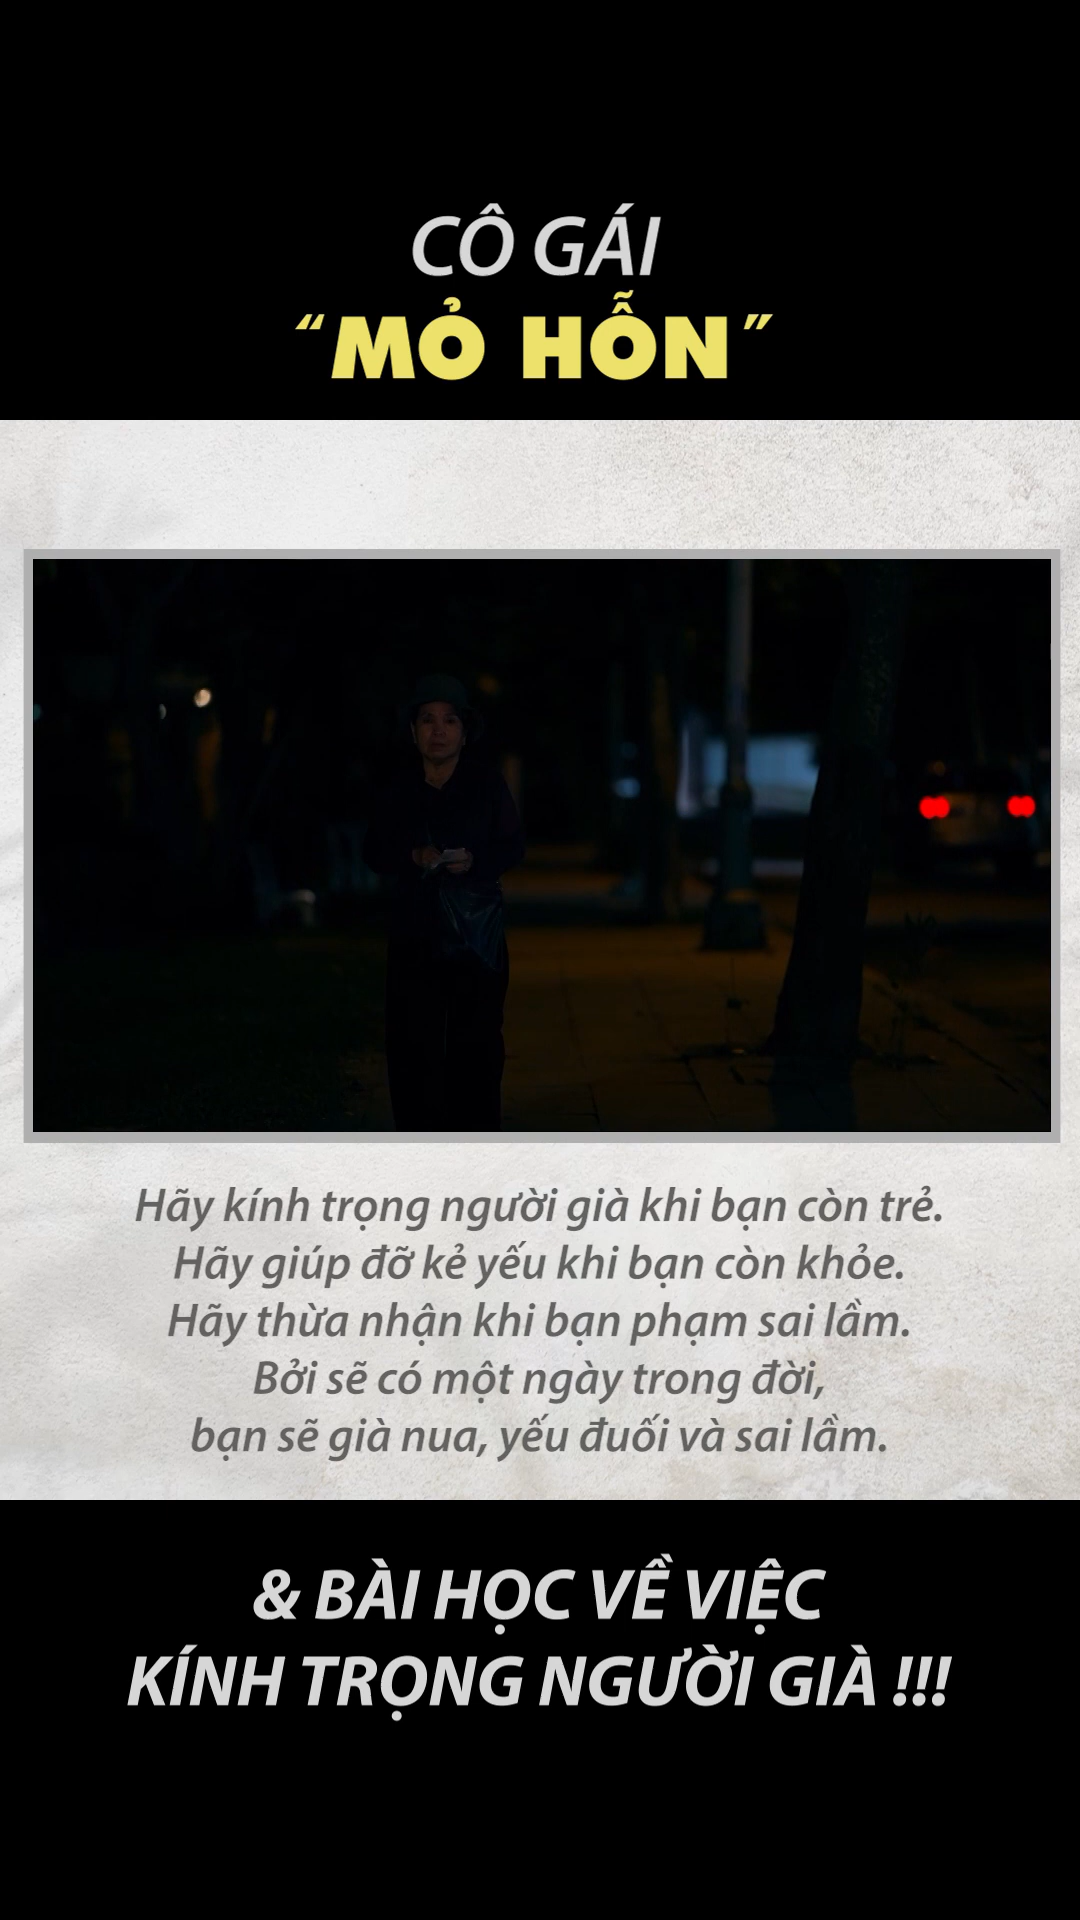 CÔ GÁI
“MỎ HỖN”
Hãy kính trọng người già khi bạn còn trẻ.
Hãy giúp đỡ kẻ yếu khi bạn còn khỏe.
Hãy thừa nhận khi bạn phạm sai lầm.
Bởi sẽ có một ngày trong đời,
bạn sẽ già nua, yếu đuối và sai lầm.
& BÀI HỌC VỀ VIỆC
KÍNH TRỌNG NGƯỜI GIÀ !!!